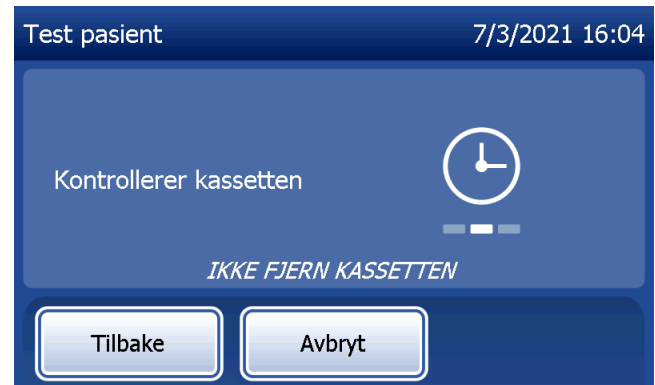 Test pasient 7/3/2021 16:04
Kontrollerer kassetten
IKKE FJERN KASSETTEN
Tilbake Avbryt